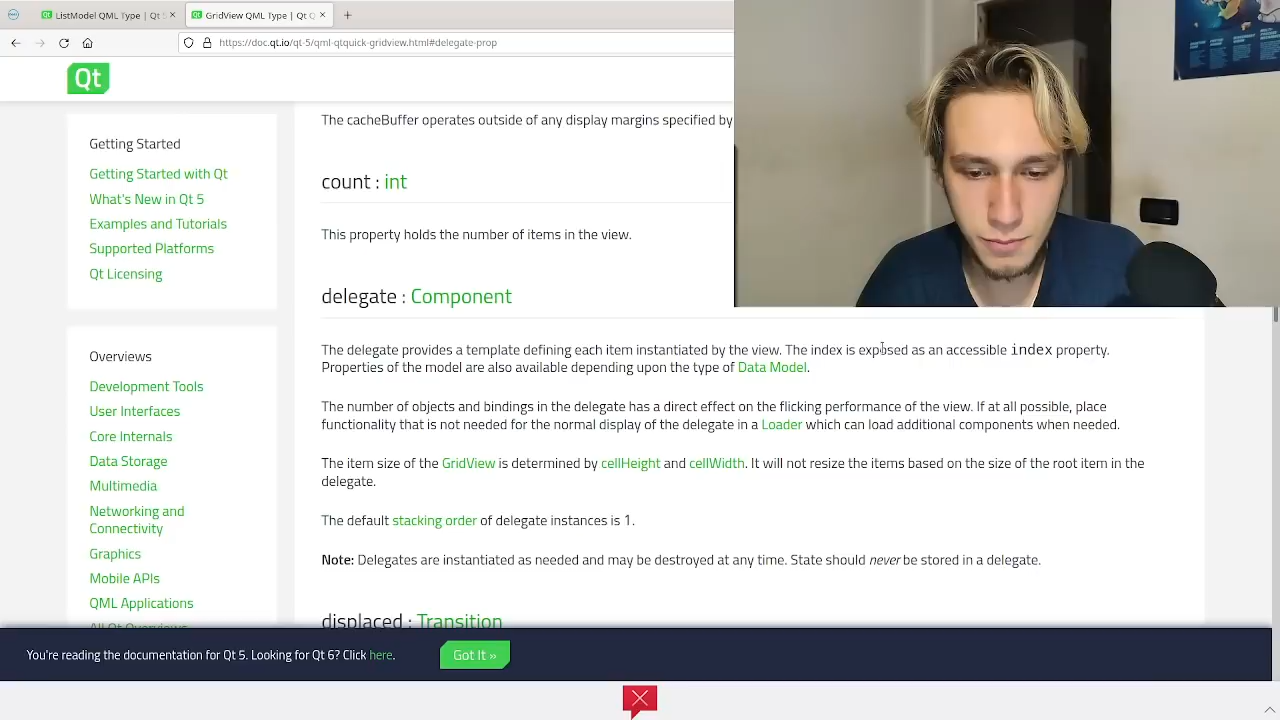 ListModel QML Type | Qt
GridView QML Type | Qt Q
https://doc.qt.io/qt-5/qml-qtquick-gridview.html#delegate-prop
Qt
Getting Started
Getting Started with Qt
What's New in Qt 5
Examples and Tutorials
Supported Platforms
Qt Licensing
Overviews
Development Tools
User Interfaces
Core Internals
Data Storage
Multimedia
Networking and
Connectivity
Graphics
Mobile APIs
QML Applications
All Qt Overviews
The cacheBuffer operates outside of any display margins specified by
count : int
This property holds the number of items in the view.
delegate : Component
The delegate provides a template defining each item instantiated by the view. The index is exposed as an accessible index property.
Properties of the model are also available depending upon the type of Data Model.
The number of objects and bindings in the delegate has a direct effect on the flicking performance of the view. If at all possible, place
functionality that is not needed for the normal display of the delegate in a Loader which can load additional components when needed.
The item size of the GridView is determined by cellHeight and cellWidth. It will not resize the items based on the size of the root item in the
delegate.
The default stacking order of delegate instances is 1.
Note: Delegates are instantiated as needed and may be destroyed at any time. State should never be stored in a delegate.
displaced : Transition
You're reading the documentation for Qt 5. Looking for Qt 6? Click here.
Got It »